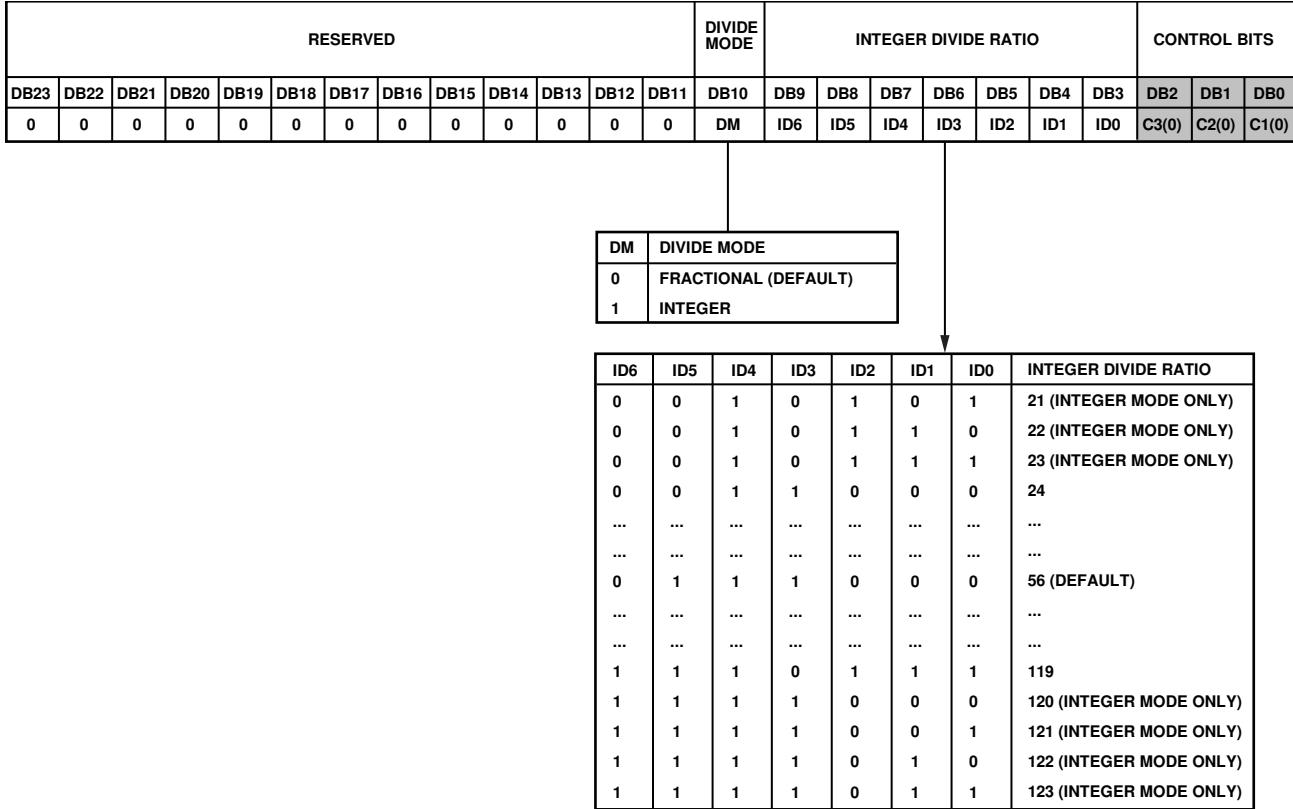 RESERVED DIVIDE MODE INTEGER DIVIDE RATIO CONTROL BITS
DB23 DB22 DB21 DB20 DB19 DB18 DB17 DB16 DB15 DB14 DB13 DB12 DB11 DB10 DB9 DB8 DB7 DB6 DB5 DB4 DB3 DB2 DB1 DB0
0 0 0 0 0 0 0 0 0 0 0 0 0 DM ID6 ID5 ID4 ID3 ID2 ID1 ID0 C3(0) C2(0) C1(0)
DM DIVIDE MODE
0 FRACTIONAL (DEFAULT)
1 INTEGER
ID6 ID5 ID4 ID3 ID2 ID1 ID0 INTEGER DIVIDE RATIO
0 0 1 0 1 0 1 21 (INTEGER MODE ONLY)
0 0 1 0 1 1 0 22 (INTEGER MODE ONLY)
0 0 1 0 1 1 1 23 (INTEGER MODE ONLY)
0 0 1 1 0 0 0 24
... ... ... ... ... ... ... ...
... ... ... ... ... ... ... ...
0 1 1 1 0 0 0 56 (DEFAULT)
... ... ... ... ... ... ... ...
... ... ... ... ... ... ... ...
1 1 1 0 1 1 1 119
1 1 1 1 0 0 0 120 (INTEGER MODE ONLY)
1 1 1 1 0 0 1 121 (INTEGER MODE ONLY)
1 1 1 1 0 1 0 122 (INTEGER MODE ONLY)
1 1 1 1 0 1 1 123 (INTEGER MODE ONLY)